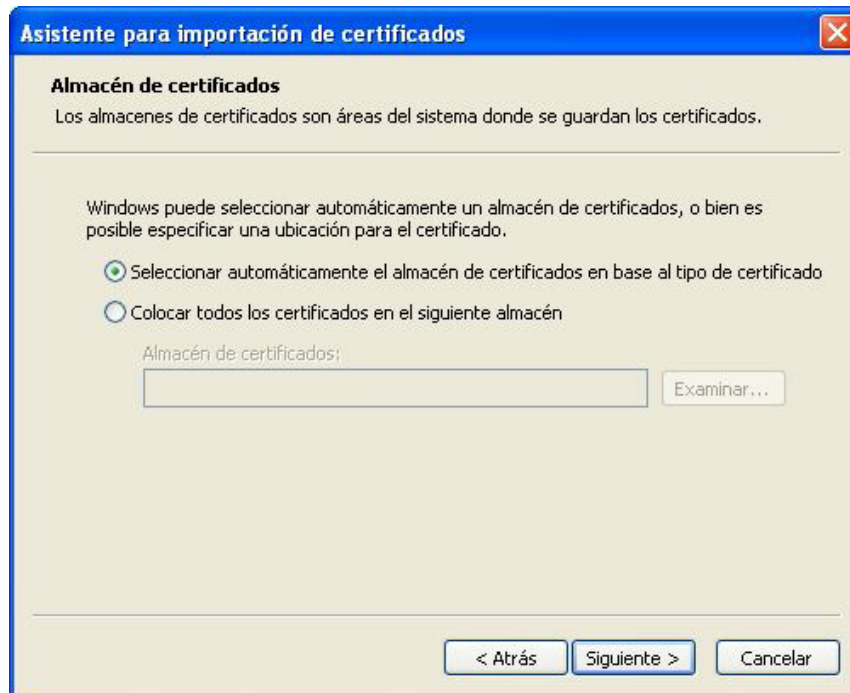 Asistente para importación de certificados
Almacén de certificados
Los almacenes de certificados son áreas del sistema donde se guardan los certificados.
Windows puede seleccionar automáticamente un almacén de certificados, o bien es
posible especificar una ubicación para el certificado.
Seleccionar automáticamente el almacén de certificados en base al tipo de certificado
Colocar todos los certificados en el siguiente almacén
Almacén de certificados:
Examinar...
< Atrás
Siguiente >
Cancelar